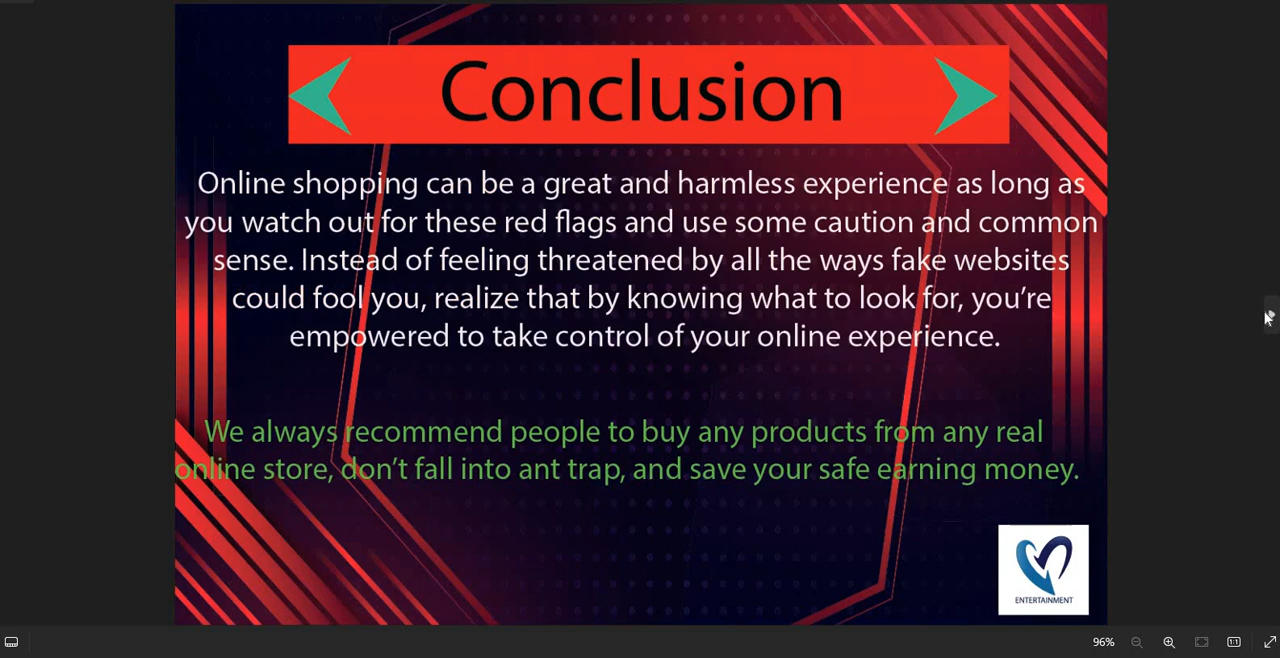 Conclusion
Online shopping can be a great and harmless experience as long as
you watch out for these red flags and use some caution and common
sense. Instead of feeling threatened by all the ways fake websites
could fool you, realize that by knowing what to look for, you’re
empowered to take control of your online experience.
We always recommend people to buy any products from any real
online store, don’t fall into ant trap, and save your safe earning money.
ENTERTAINMENT
96%
1:1